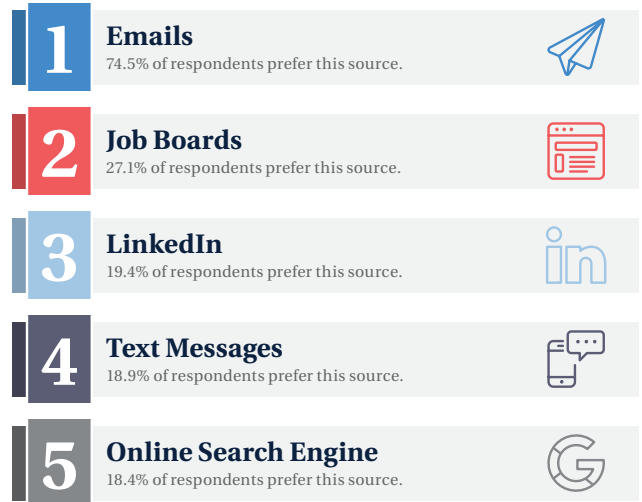 1
Emails
74.5% of respondents prefer this source.
2
Job Boards
27.1% of respondents prefer this source.
3
LinkedIn
19.4% of respondents prefer this source.
in
4
Text Messages
18.9% of respondents prefer this source.
5
Online Search Engine
18.4% of respondents prefer this source.
G